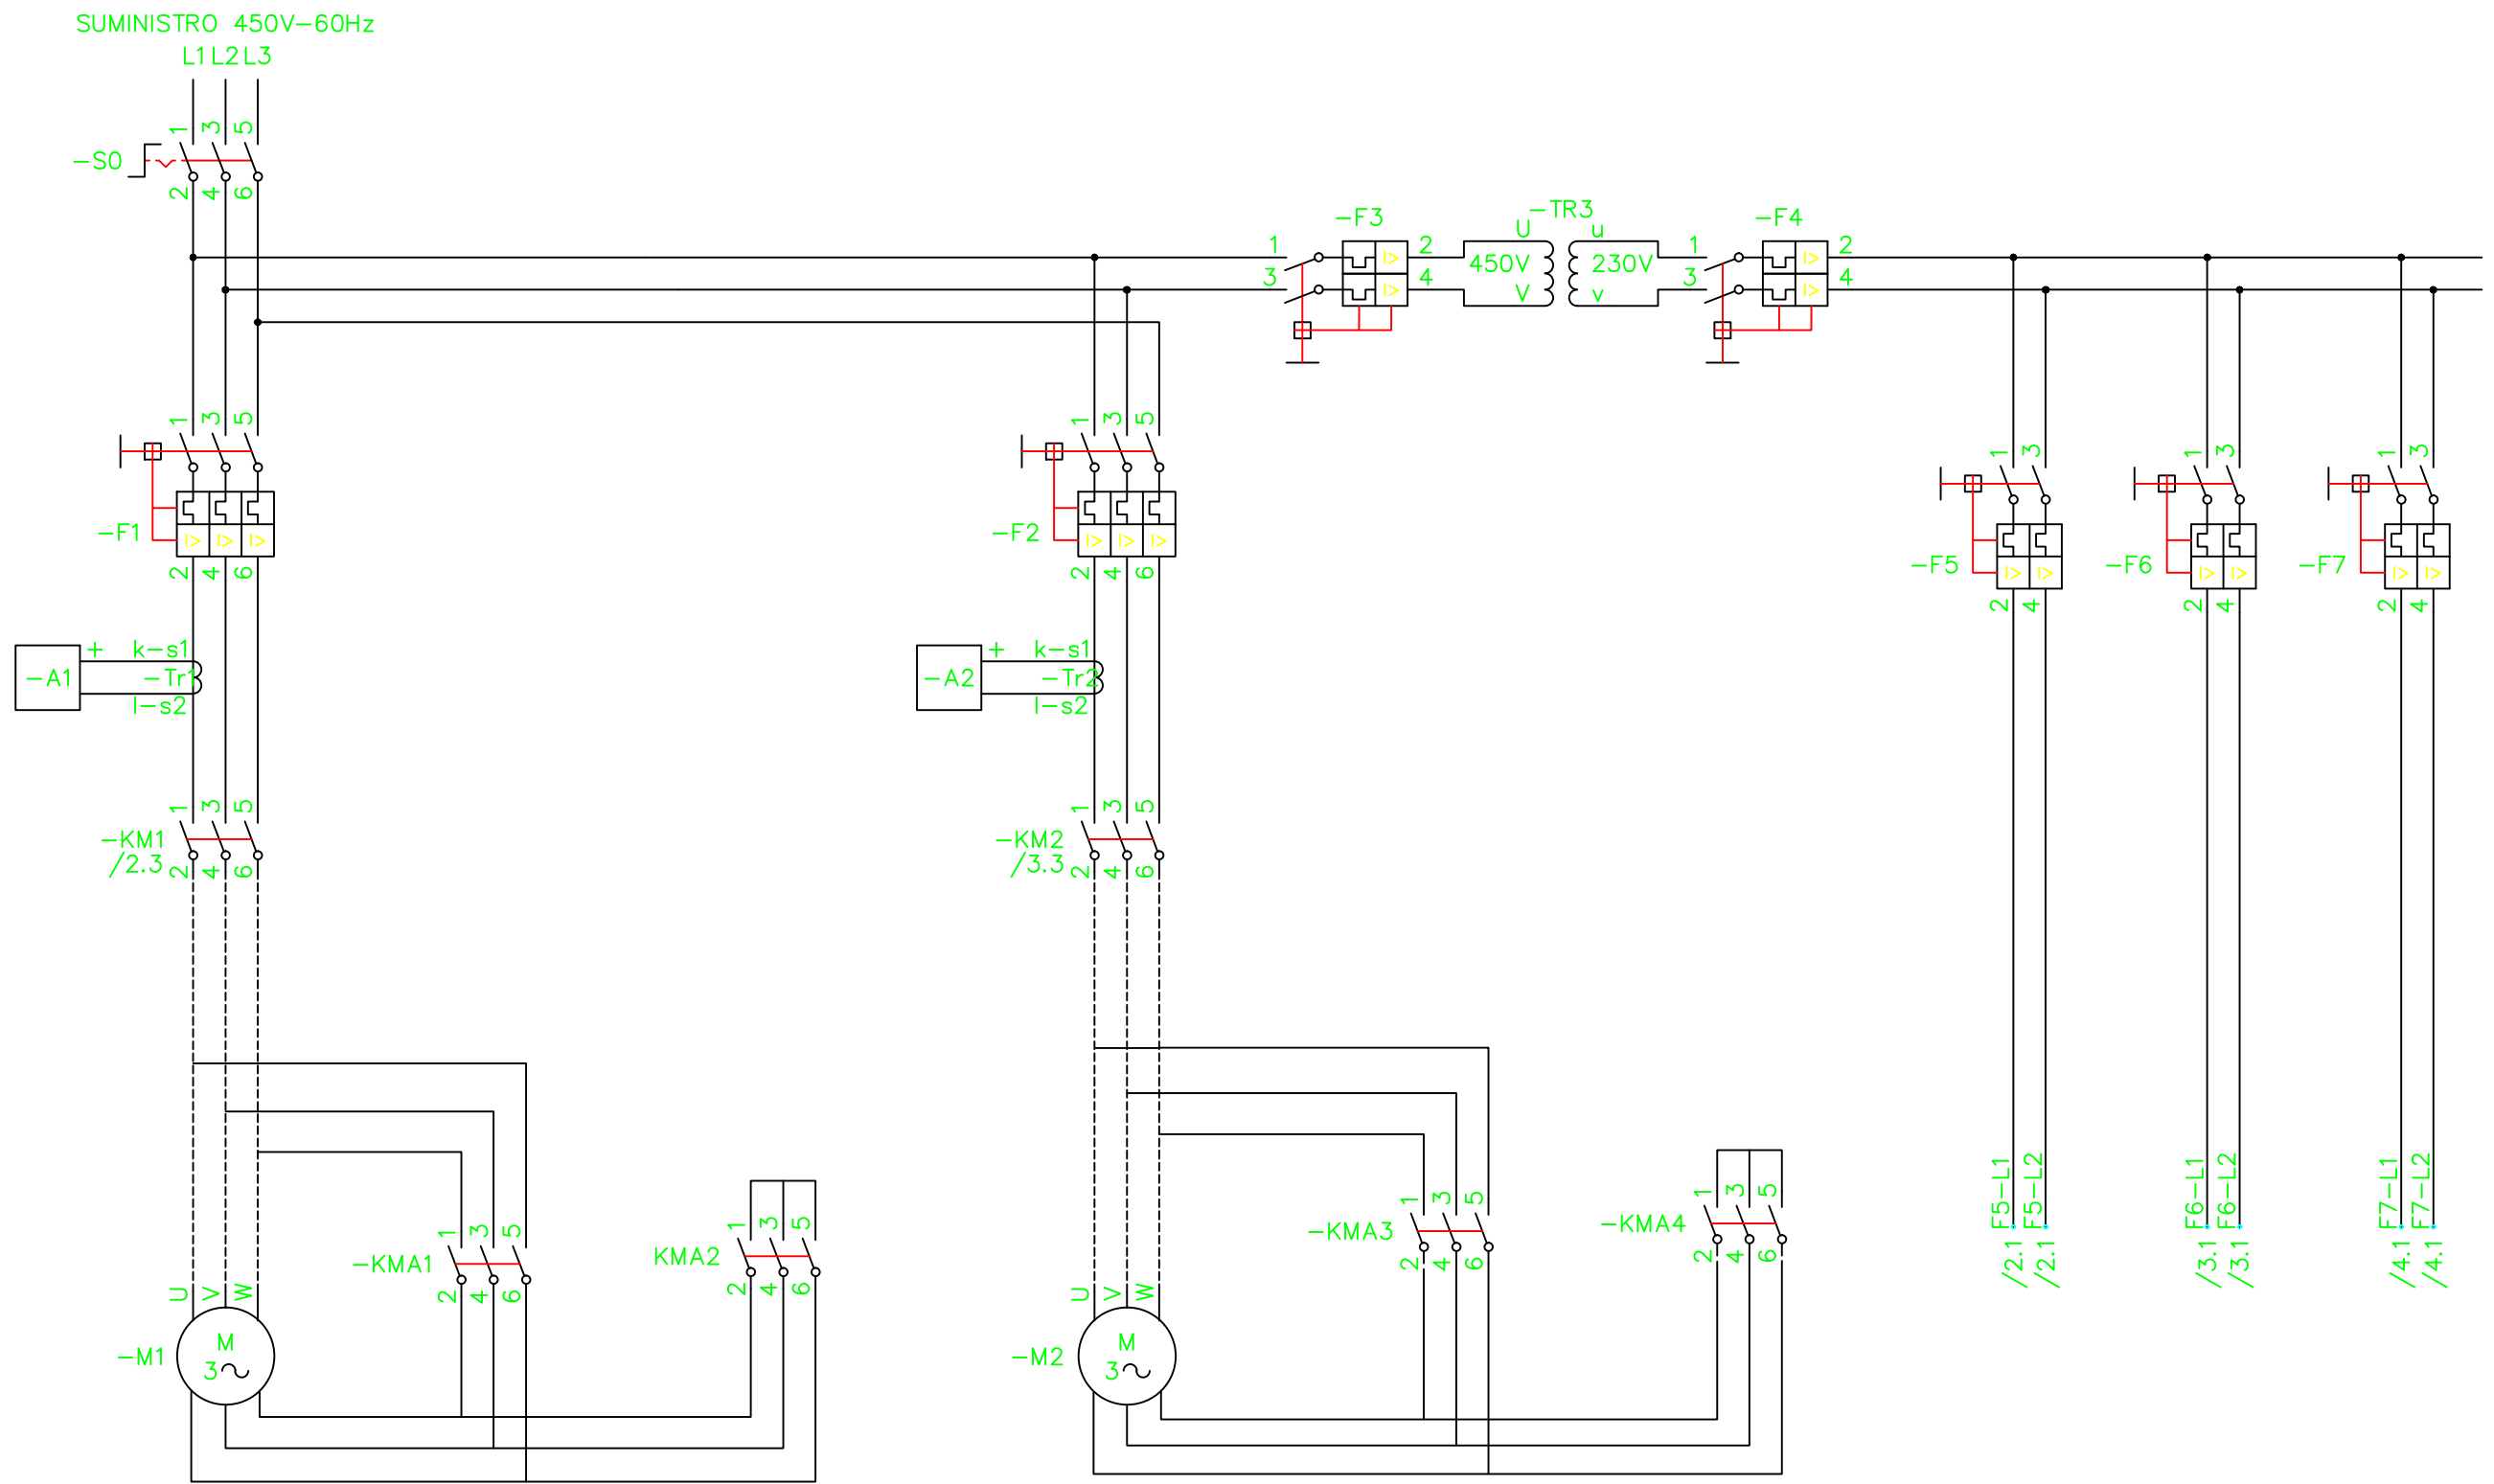 SUMINISTRO 450V-60Hz
L1 L2 L3
1 3 5
-S0
2 4 6
-F3
-TR3
-F4
1 2
U u
1 2
3 4
450V 230V
3 4
V v
1 3 5
-F1
I> I> I>
2 4 6
1 3 5
-F2
I> I> I>
2 4 6
I>
I>
I>
I>
1 3
-F5
I> I>
2 4
1 3
-F6
I> I>
2 4
1 3
-F7
I> I>
2 4
+ k-s1
-A1 -Tr1
l-s2
+ k-s1
-A2 -Tr2
l-s2
1 3 5
-KM1
/2.3
2 4 6
1 3 5
-KM2
/3.3
2 4 6
1 3 5
-KMA1
2 4 6
1 3 5
KMA2
2 4 6
1 3 5
-KMA3
2 4 6
1 3 5
-KMA4
2 4 6
F5-L1
F5-L2
F6-L1
F6-L2
F7-L1
F7-L2
/2.1
/2.1
/3.1
/3.1
/4.1
/4.1
U V W
-M1
M
3
U V W
-M2
M
3